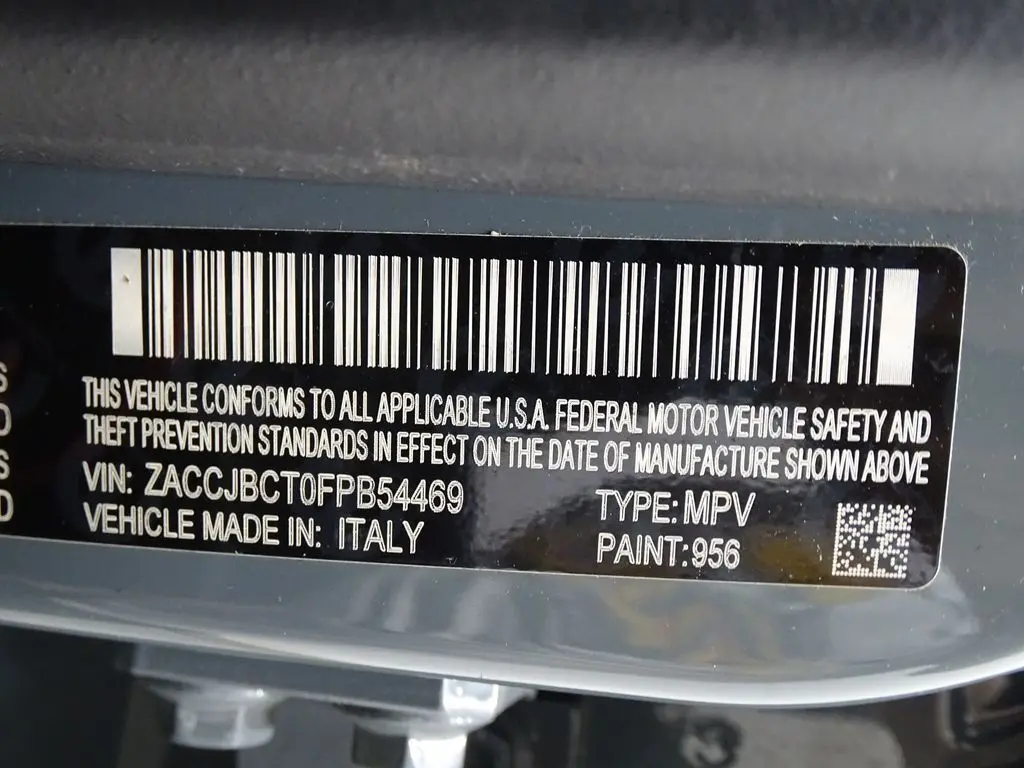 THIS VEHICLE CONFORMS TO ALL APPLICABLE U.S.A. FEDERAL MOTOR VEHICLE SAFETY AND
THEFT PREVENTION STANDARDS IN EFFECT ON THE DATE OF MANUFACTURE SHOWN ABOVE
VIN: ZACCJBCT0FPB54469
TYPE: MPV
VEHICLE MADE IN: ITALY
PAINT: 956